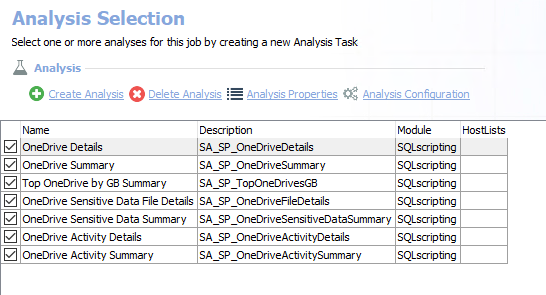 Analysis Selection
Select one or more analyses for this job by creating a new Analysis Task
Analysis
Create Analysis Delete Analysis Analysis Properties Analysis Configuration
Name Description Module HostLists
OneDrive Details SA_SP_OneDriveDetails SQLscripting
OneDrive Summary SA_SP_OneDriveSummary SQLscripting
Top OneDrive by GB Summary SA_SP_TopOneDrivesGB SQLscripting
OneDrive Sensitive Data File Details SA_SP_OneDriveFileDetails SQLscripting
OneDrive Sensitive Data Summary SA_SP_OneDriveSensitiveDataSummary SQLscripting
OneDrive Activity Details SA_SP_OneDriveActivityDetails SQLscripting
OneDrive Activity Summary SA_SP_OneDriveActivitySummary SQLscripting